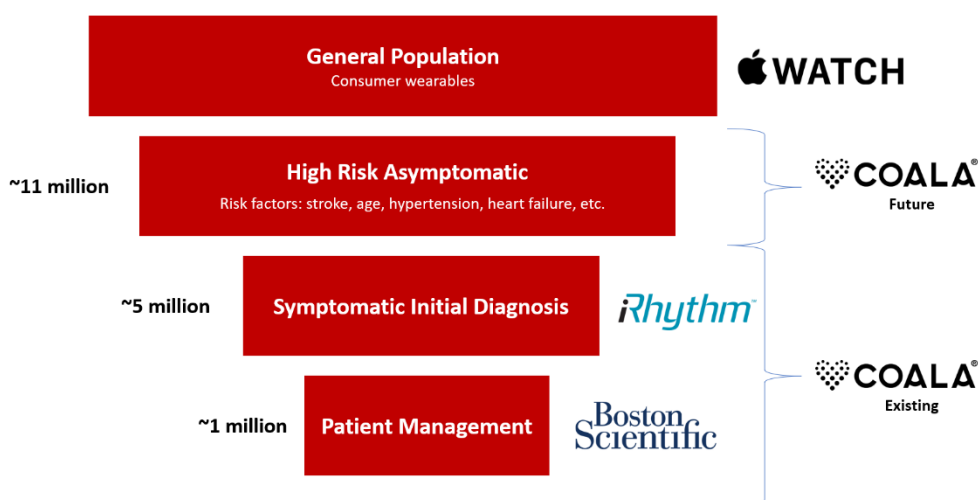 General Population
Consumer wearables
WATCH
~11 million
High Risk Asymptomatic
Risk factors: stroke, age, hypertension, heart failure, etc.
COALA®
Future
~5 million
Symptomatic Initial Diagnosis
iRhythm™
~1 million
Patient Management
Boston
Scientific
COALA®
Existing